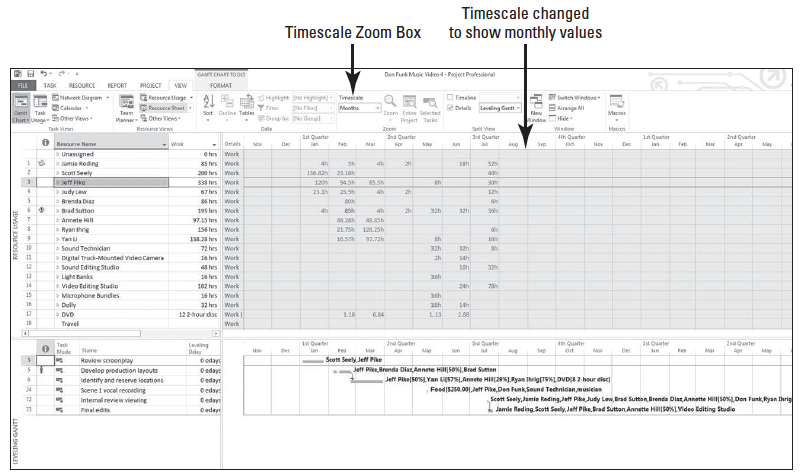 Timescale Zoom Box
Timescale changed
to show monthly values
GANTT CHART TOOLS
Don Funk Music Video 4 - Project Professional
FILE TASK RESOURCE REPORT PROJECT VIEW FORMAT
Gantt Chart
Task Usage
Network Diagram
Calendar
Other Views
Task Views
Team Planner
Resource Usage
Resource Sheet
Other Views
Resource Views
Sort
Outline
Tables
Highlight: [No Highlight]
Filter: [No Filter]
Group by: [No Group]
Data
Timescale:
Months
Zoom
Entire Project
Selected Tasks
Zoom
Timeline
Details Leveling Gantt
Split View
New Window
Switch Windows
Arrange All
Hide
Window
Macros
Macros
1st Quarter 2nd Quarter 3rd Quarter 4th Quarter 1st Quarter 2nd Quarter
Resource Name Work Details Nov Dec Jan Feb Mar Apr May Jun Jul Aug Sep Oct Nov Dec Jan Feb Mar Apr May
Unassigned 0 hrs Work
1 Jamie Reding 85 hrs Work 4h 5h 4h 2h 18h 52h
2 Scott Seely 200 hrs Work 136.82h 23.18h 40h
3 Jeff Pike 338 hrs Work 120h 94.5h 85.5h 8h 30h
4 Judy Lew 67 hrs Work 23.1h 25.9h 4h 2h 12h
5 Brenda Diaz 86 hrs Work 80h 6h
6 Brad Sutton 195 hrs Work 4h 85h 4h 2h 32h 32h 36h
7 Annete Hill 97.15 hrs Work 48.28h 48.85h
8 Ryan Ihrig 156 hrs Work 21.75h 128.25h 6h
9 Yan Li 138.28 hrs Work 16.57h 97.72h 8h 16h
10 Sound Technician 72 hrs Work 32h 32h 8h
11 Digital Truck-Mounted Video Camera 16 hrs Work 2h 14h
12 Sound Editing Studio 48 hrs Work 16h 32h
13 Light Banks 16 hrs Work 16h
14 Video Editing Studio 102 hrs Work 24h 78h
15 Microphone Bundles 16 hrs Work 16h
16 Dolly 32 hrs Work 18h 14h
17 DVD 12 2-hour disc Work ( 1.16 6.84 1.13 2.88
18 Travel Work
RESOURCE USAGE
1st Quarter 2nd Quarter 3rd Quarter 4th Quarter 1st Quarter 2nd Quarter
Task Mode Name Leveling Delay Nov Dec Jan Feb Mar Apr May Jun Jul Aug Sep Oct Nov Dec Jan Feb Mar Apr May
3 Review screenplay 0 edays Scott Seely,Jeff Pike
5 Develop production layouts 0 edays Jeff Pike,Brenda Diaz,Annete Hill[50%],Brad Sutton
6 Identify and reserve locations 0 edays Jeff Pike[50%],Yan Li[57%],Annete Hill[29%],Ryan Ihrig[75%],DVD[8 2-hour disc]
Scene 1 vocal recording 0 edays Food[$250.00],Jeff Pike,Don Funk,Sound Technician,musician
72 Internal review viewing 0 edays Scott Seely,Jamie Reding,Jeff Pike,Judy Lew,Brad Sutton,Brenda Diaz,Annete Hill[50%],Don Funk,Ryan Ihrig
73 Final edits 0 edays Jamie Reding,Scott Seely,Jeff Pike,Brad Sutton,Annete Hill[50%],Video Editing Studio
LEVELING GANTT